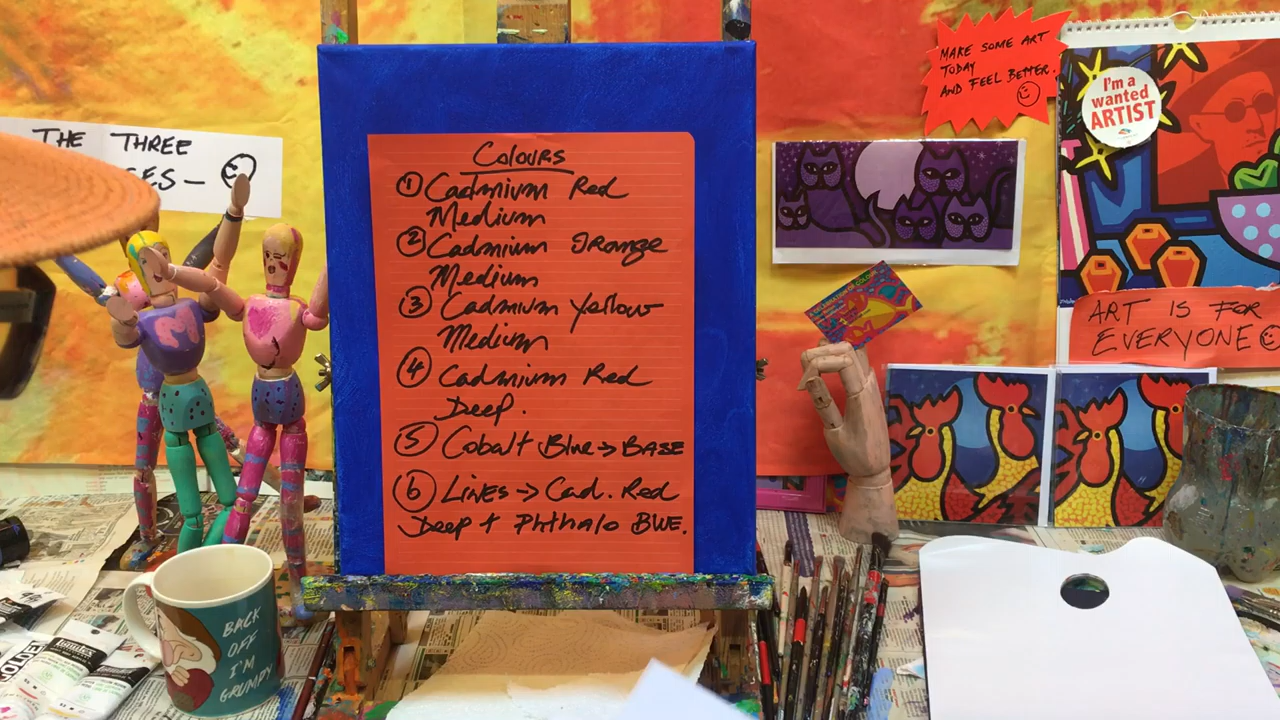 THE THREE
Colours
① Cadmium Red
Medium
② Cadmium Orange
Medium
③ Cadmium Yellow
Medium
④ Cadmium Red
Deep.
⑤ Cobalt Blue → BASE
⑥ LINES → Cad. Red
Deep + Phthalo BLUE.
MAKE SOME ART
TODAY
AND FEEL BETTER.
I'm a
wanted
ARTIST
ART IS FOR
EVERYONE
BACK
OFF
I'M
GRUMPY